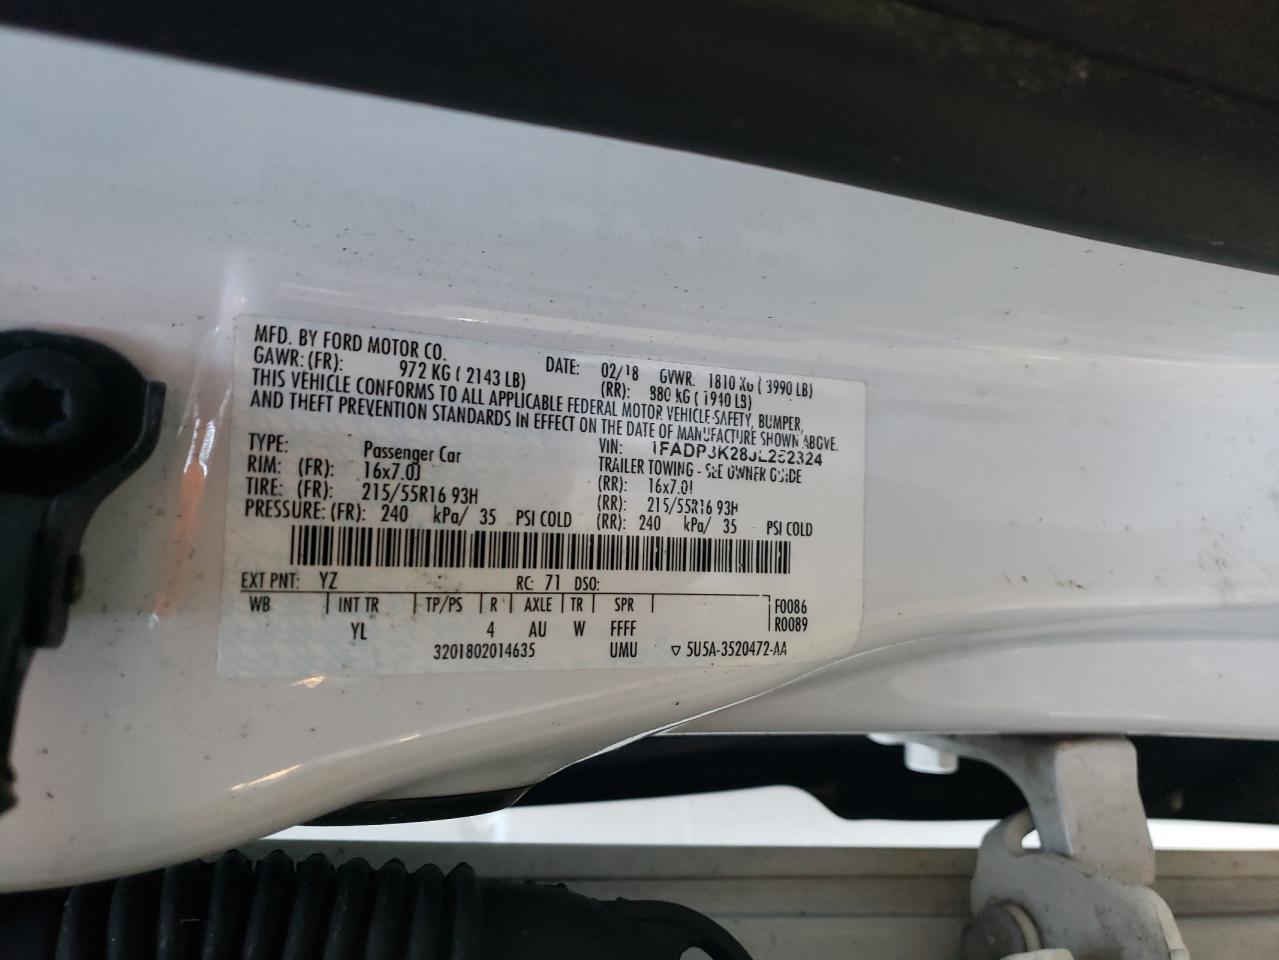 MFD. BY FORD MOTOR CO.
DATE: 02/18 GVWR: 1810 KG ( 3990 LB)
GAWR: (FR): 972 KG ( 2143 LB) (RR): 880 KG ( 1940 LB)
THIS VEHICLE CONFORMS TO ALL APPLICABLE FEDERAL MOTOR VEHICLE SAFETY, BUMPER,
AND THEFT PREVENTION STANDARDS IN EFFECT ON THE DATE OF MANUFACTURE SHOWN ABOVE.
VIN:
TYPE: Passenger Car TRAILER TOWING - SEE OWNER GUIDE
RIM: (FR): 16x7.0J (RR): 16x7.0J
TIRE: (FR): 215/55R16 93H (RR): 215/55R16 93H
PRESSURE: (FR): 240 kPa/ 35 PSI COLD (RR): 240 kPa/ 35 PSI COLD
EXT PNT: YZ RC: 71 DSO:
WB INT TR TP/PS R AXLE TR SPR F0086
YL 4 AU W FFFF R0089
3201802014635 UMU ▽ 5U5A-3520472-AA